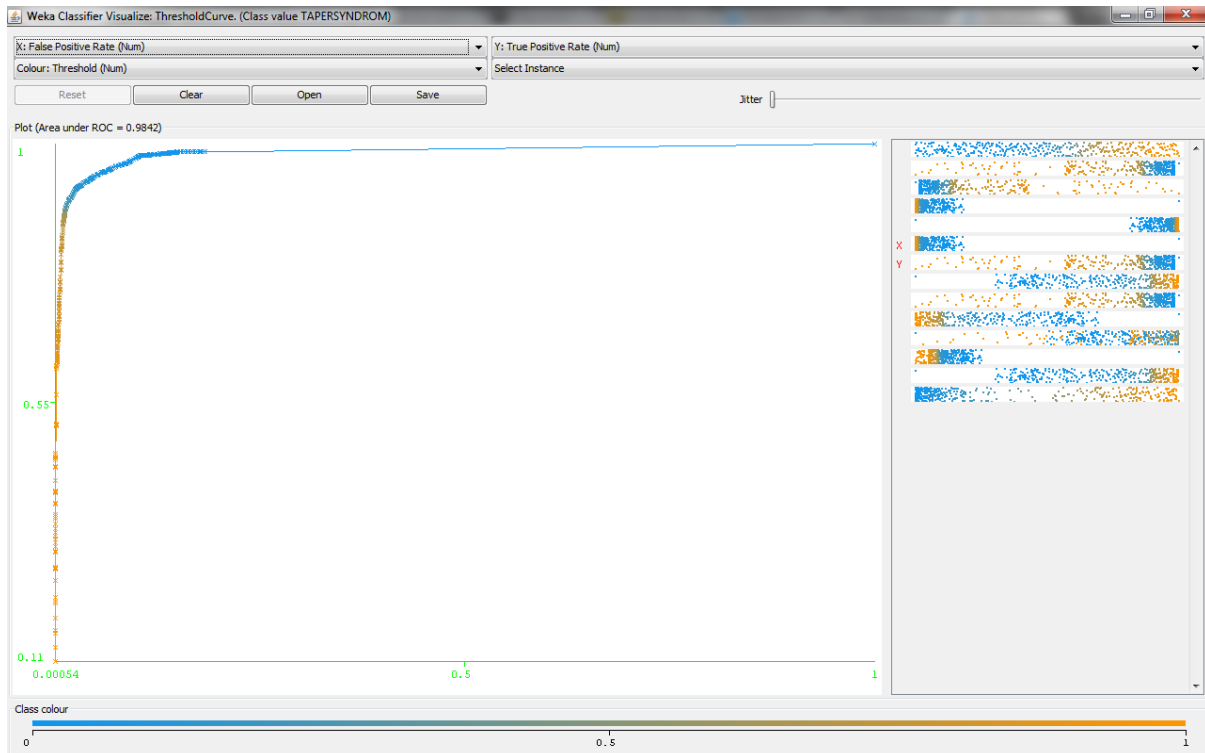 Weka Classifier Visualize: ThresholdCurve. (Class value TAPERSYNDROM)
X: False Positive Rate (Num) Y: True Positive Rate (Num)
Colour: Threshold (Num) Select Instance
Reset Clear Open Save Jitter
Plot (Area under ROC = 0.9842)
1
X
Y
0.55
0.11
0.00054 0.5 1
Class colour
0 0.5 1